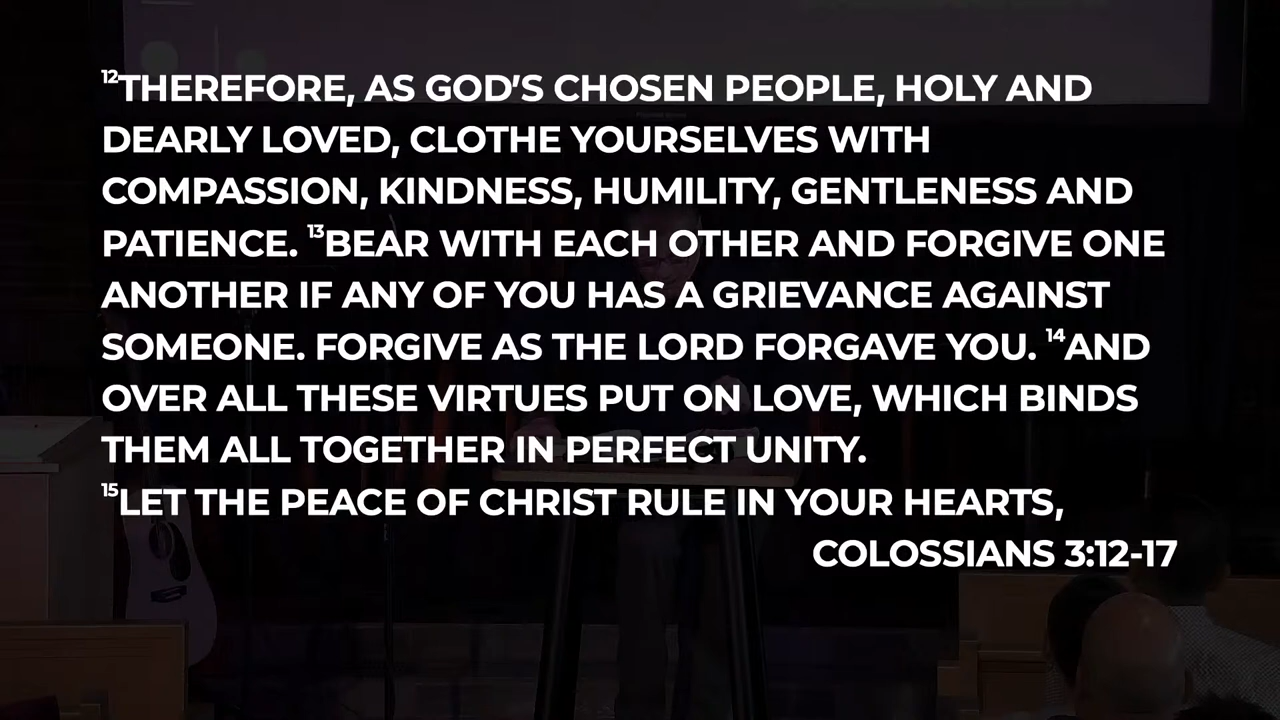 12THEREFORE, AS GOD'S CHOSEN PEOPLE, HOLY AND
DEARLY LOVED, CLOTHE YOURSELVES WITH
COMPASSION, KINDNESS, HUMILITY, GENTLENESS AND
PATIENCE. 13BEAR WITH EACH OTHER AND FORGIVE ONE
ANOTHER IF ANY OF YOU HAS A GRIEVANCE AGAINST
SOMEONE. FORGIVE AS THE LORD FORGAVE YOU. 14AND
OVER ALL THESE VIRTUES PUT ON LOVE, WHICH BINDS
THEM ALL TOGETHER IN PERFECT UNITY.
15LET THE PEACE OF CHRIST RULE IN YOUR HEARTS,
COLOSSIANS 3:12-17